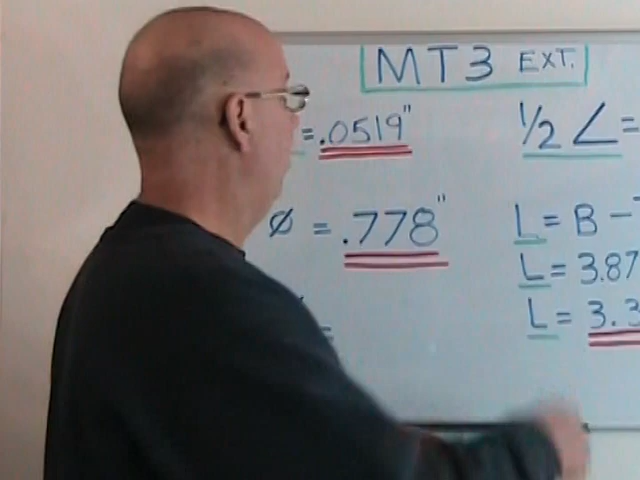 MT3 EXT.
= .0519"
1/2 ∠ =
Ø = .778"
L = B -
L = 3.87
L = 3.3
=